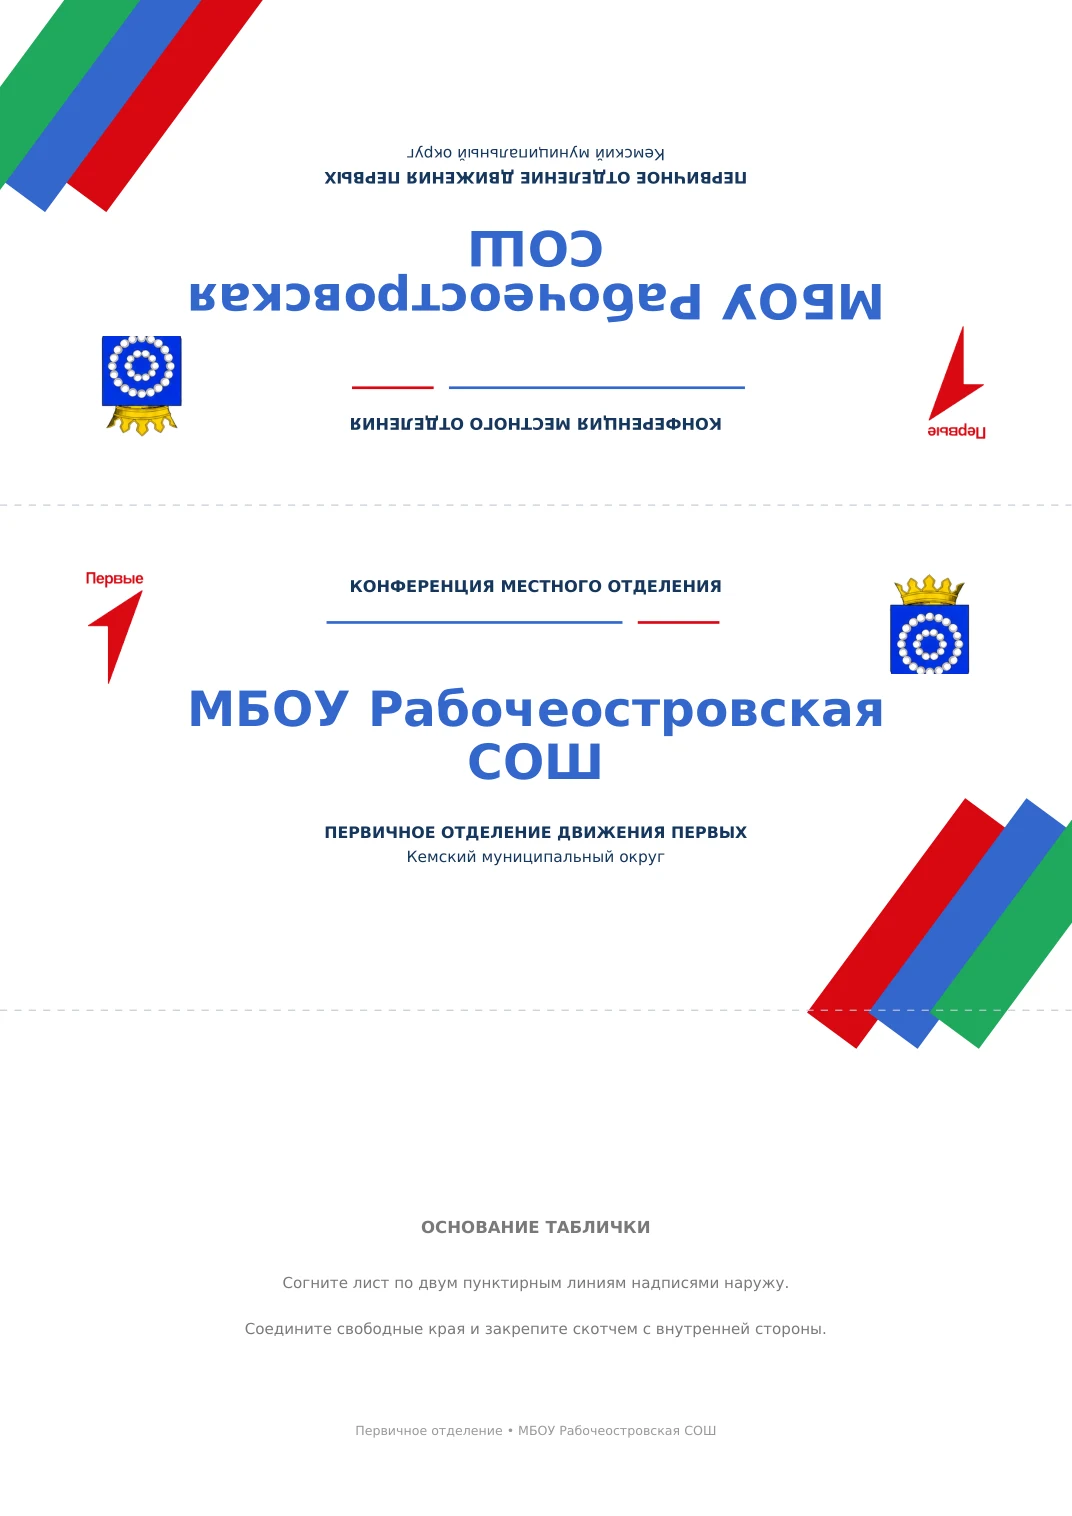 Кемский муниципальный округ
ПЕРВИЧНОЕ ОТДЕЛЕНИЕ ДВИЖЕНИЯ ПЕРВЫХ
СОШ
МБОУ Рабочеостровская
КОНФЕРЕНЦИЯ МЕСТНОГО ОТДЕЛЕНИЯ
Первые
Первые
КОНФЕРЕНЦИЯ МЕСТНОГО ОТДЕЛЕНИЯ
МБОУ Рабочеостровская
СОШ
ПЕРВИЧНОЕ ОТДЕЛЕНИЕ ДВИЖЕНИЯ ПЕРВЫХ
Кемский муниципальный округ
ОСНОВАНИЕ ТАБЛИЧКИ
Согните лист по двум пунктирным линиям надписями наружу.
Соедините свободные края и закрепите скотчем с внутренней стороны.
Первичное отделение • МБОУ Рабочеостровская СОШ